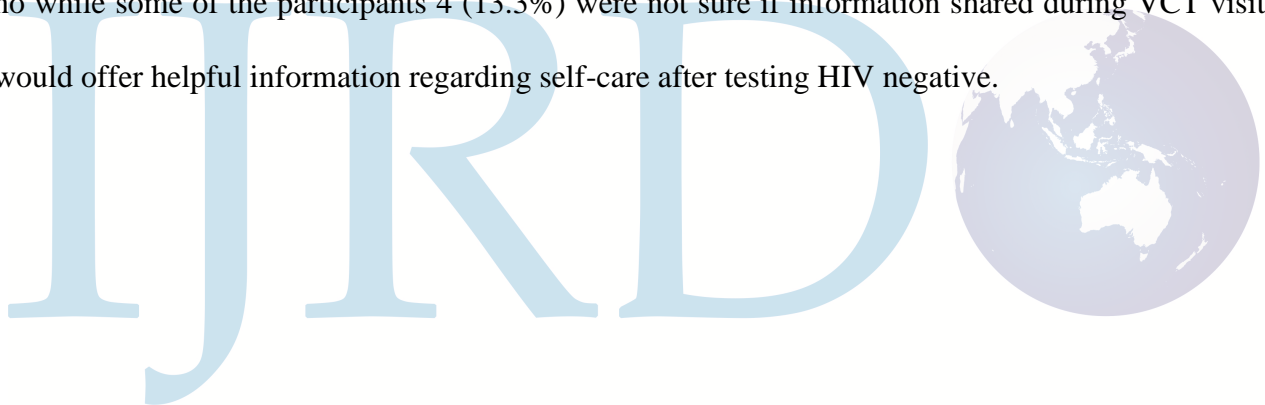 no while some of the participants 4 (13.3%) were not sure if information shared during VCT visit
would offer helpful information regarding self-care after testing HIV negative.
IJRD